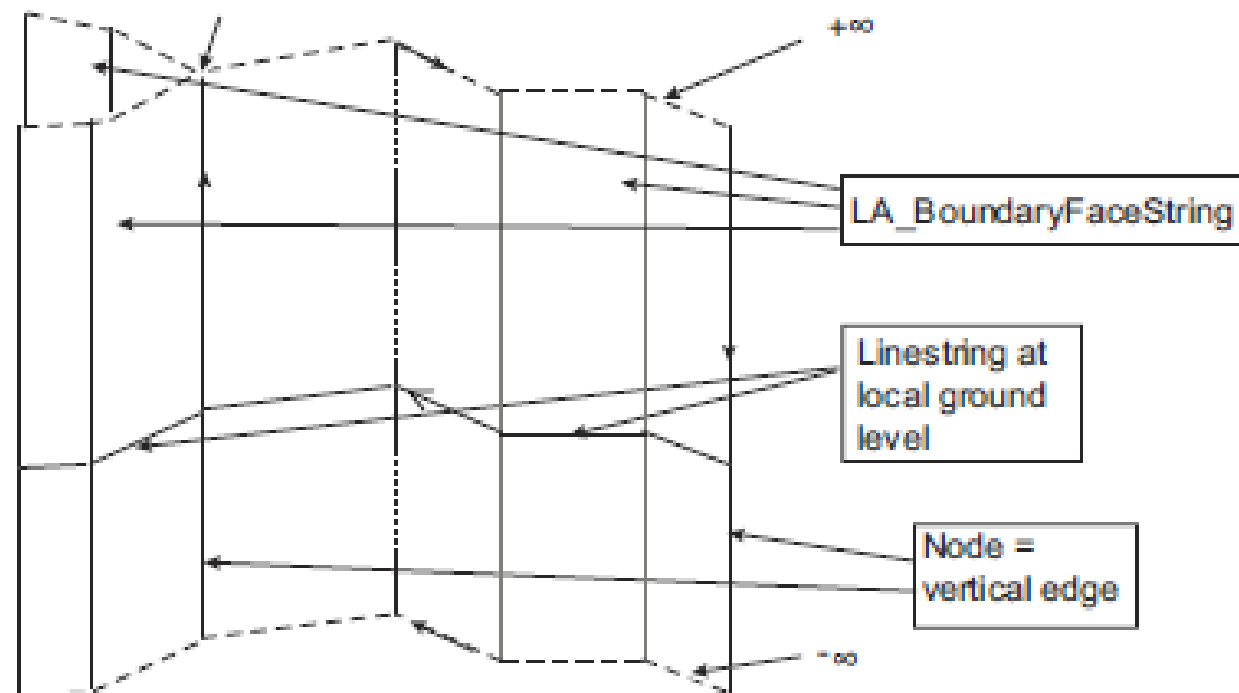 +∞
LA_BoundaryFaceString
Linestring at
local ground
level
Node =
vertical edge
-∞